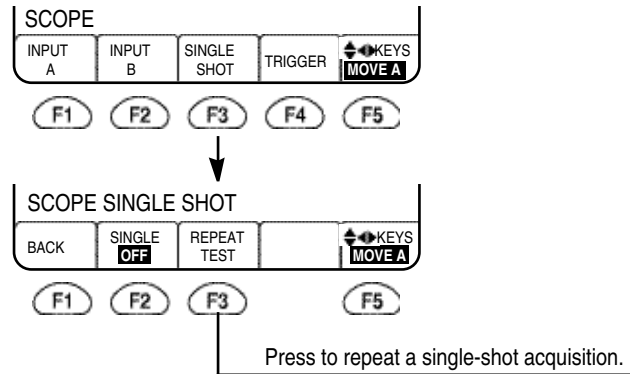 SCOPE
INPUT A
INPUT B
SINGLE SHOT
TRIGGER
KEYS MOVE A
F1 F2 F3 F4 F5
SCOPE SINGLE SHOT
BACK
SINGLE OFF
REPEAT TEST
KEYS MOVE A
F1 F2 F3 F5
Press to repeat a single-shot acquisition.